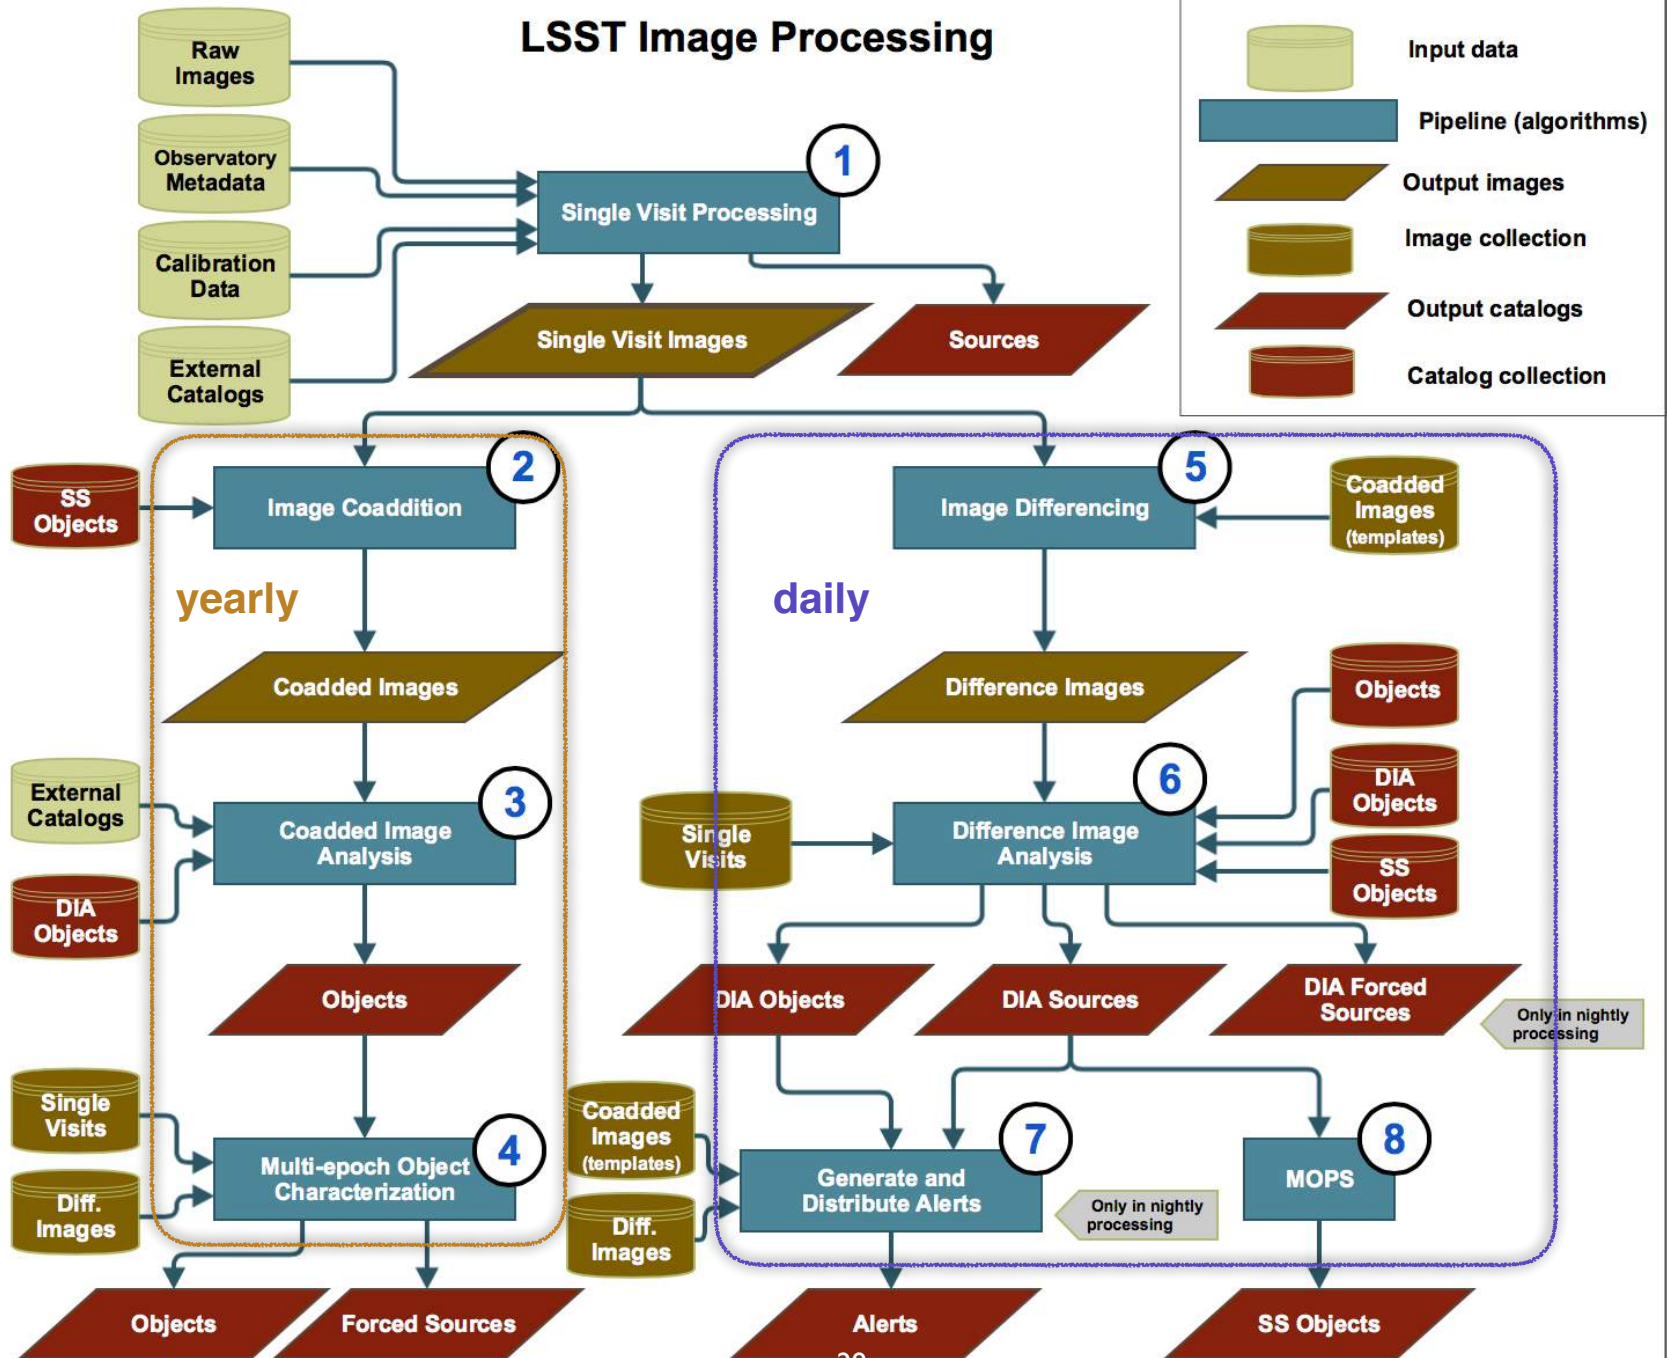 LSST Image Processing
Raw
Images
Observatory
Metadata
Calibration
Data
External
Catalogs
1
Single Visit Processing
Single Visit Images
Sources
Input data
Pipeline (algorithms)
Output images
Image collection
Output catalogs
Catalog collection
SS
Objects
2
Image Coaddition
yearly
Coadded Images
External
Catalogs
DIA
Objects
3
Coadded Image
Analysis
Objects
Single
Visits
Diff.
Images
4
Multi-epoch Object
Characterization
Objects
Forced Sources
5
Image Differencing
Coadded
Images
(templates)
daily
Difference Images
Objects
DIA
Objects
SS
Objects
6
Single
Visits
Difference Image
Analysis
DIA Objects
DIA Sources
DIA Forced
Sources
Only in nightly
processing
Coadded
Images
(templates)
Diff.
Images
7
Generate and
Distribute Alerts
Only in nightly
processing
8
MOPS
Alerts
SS Objects